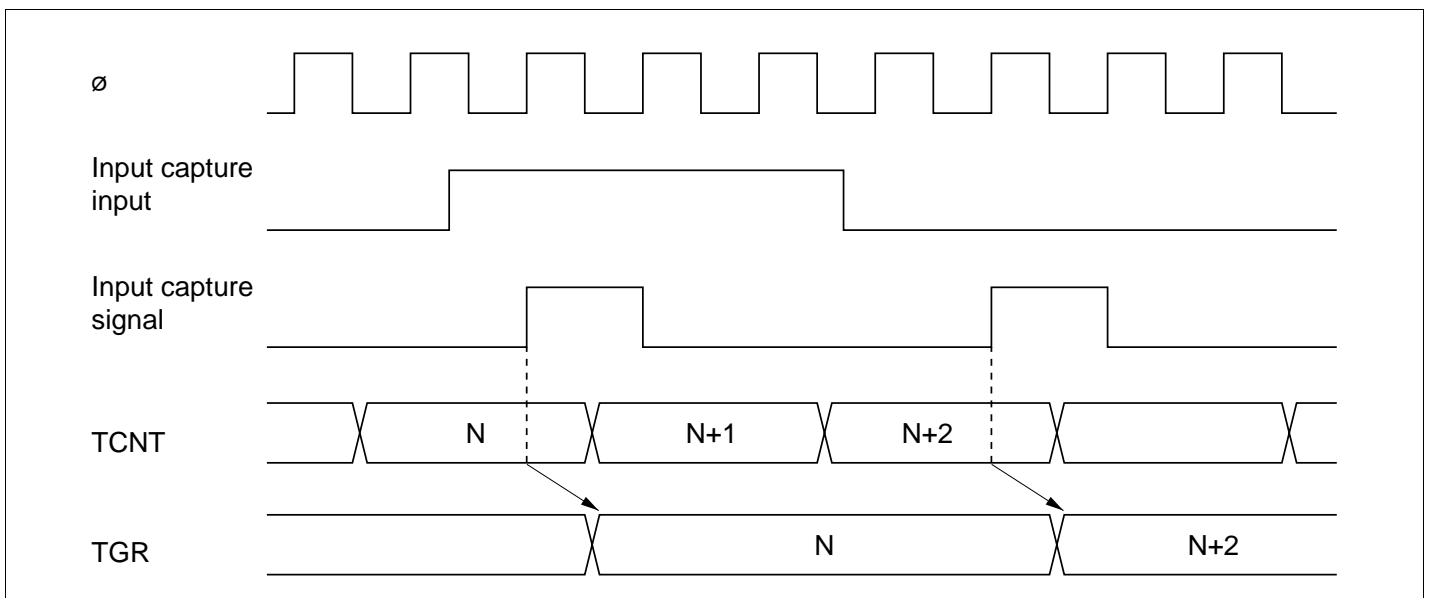 ø
Input capture
input
Input capture
signal
TCNT
N
N+1
N+2
TGR
N
N+2